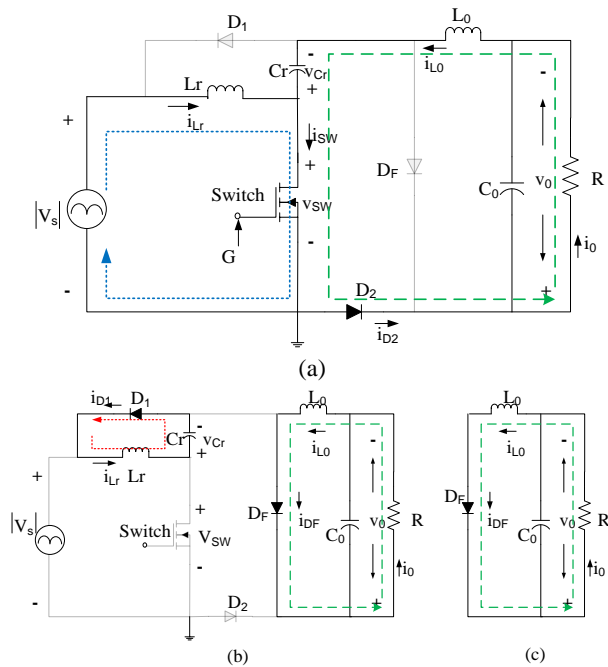 D1
L0
iL0
Cr
vCr
-
+
Lr
iLr
+
iSW
+
|Vs|
Switch
vSW
DF
C0
v0
-
R
i0
G
-
-
D2
iD2
+
(a)
iD1
D1
Cr
vCr
-
+
iLr
Lr
+
|Vs|
Switch
+
VSW
-
-
D2
L0
iL0
-
DF
iDF
C0
v0
R
i0
+
(b)
L0
iL0
-
DF
iDF
C0
v0
R
i0
+
(c)